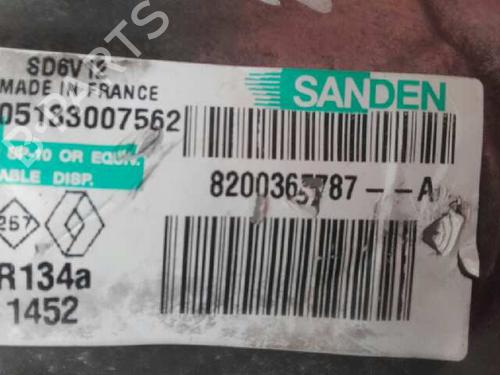 SD6V12
MADE IN FRANCE
05133007562
SP-10 OR EQUIV.
ABLE DISP.
257
R134a
1452
SANDEN
8200365787--A